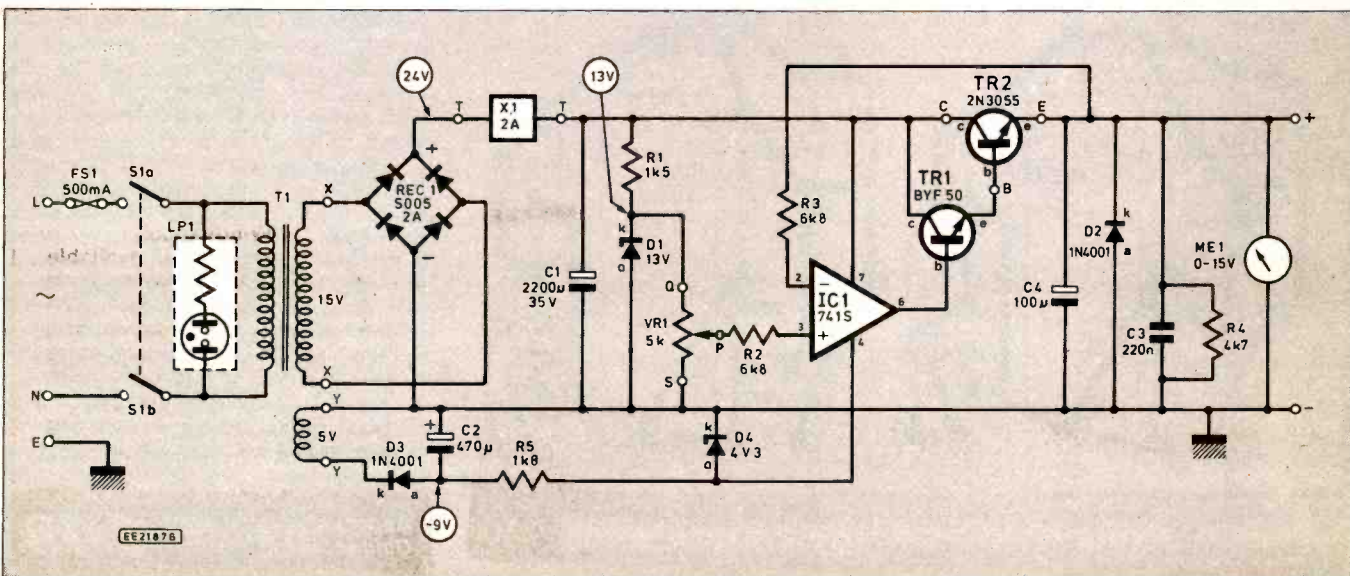 FS1
500mA
L
S1a
LP1
~
N
S1b
E
T1
X
15V
X
Y
5V
Y
24V
T
X1
2A
T
+
REC 1
S005
2A
−
C1
2200µ
35V
13V
R1
1k5
k
D1
13V
a
Q
VR1
5k
P
S
R2
6k8
R3
6k8
2
−
3
+
IC1
741S
7
6
4
C
c
TR2
2N3055
E
e
b
B
TR1
BYF50
c
e
b
C4
100µ
k
D2
1N4001
a
C3
220n
R4
4k7
ME1
0-15V
+
−
D3
1N4001
k
a
+
C2
470µ
-9V
R5
1k8
k
D4
4V3
a
EE2187G